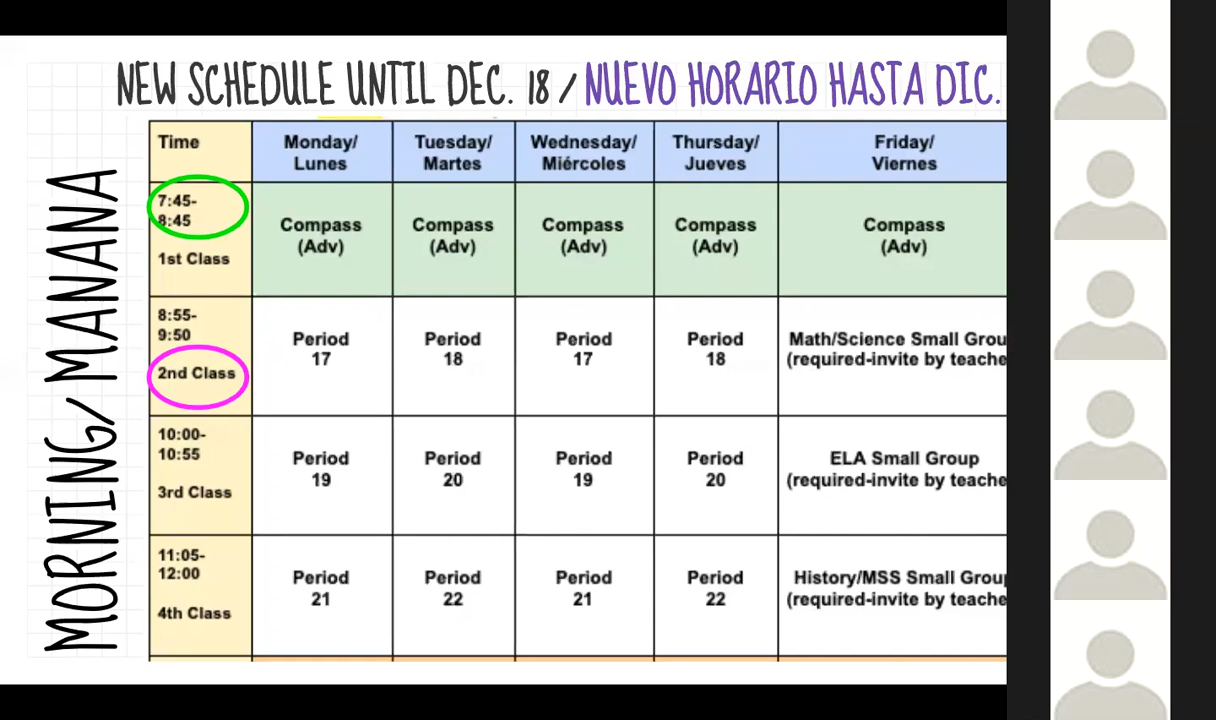 NEW SCHEDULE UNTIL DEC. 18 / NUEVO HORARIO HASTA DIC.
MORNING/ MANANA
Time
Monday/
Lunes
Tuesday/
Martes
Wednesday/
Miércoles
Thursday/
Jueves
Friday/
Viernes
7:45-
8:45
1st Class
Compass
(Adv)
Compass
(Adv)
Compass
(Adv)
Compass
(Adv)
Compass
(Adv)
8:55-
9:50
2nd Class
Period
17
Period
18
Period
17
Period
18
Math/Science Small Grou
(required-invite by teache
10:00-
10:55
3rd Class
Period
19
Period
20
Period
19
Period
20
ELA Small Group
(required-invite by teache
11:05-
12:00
4th Class
Period
21
Period
22
Period
21
Period
22
History/MSS Small Group
(required-invite by teache